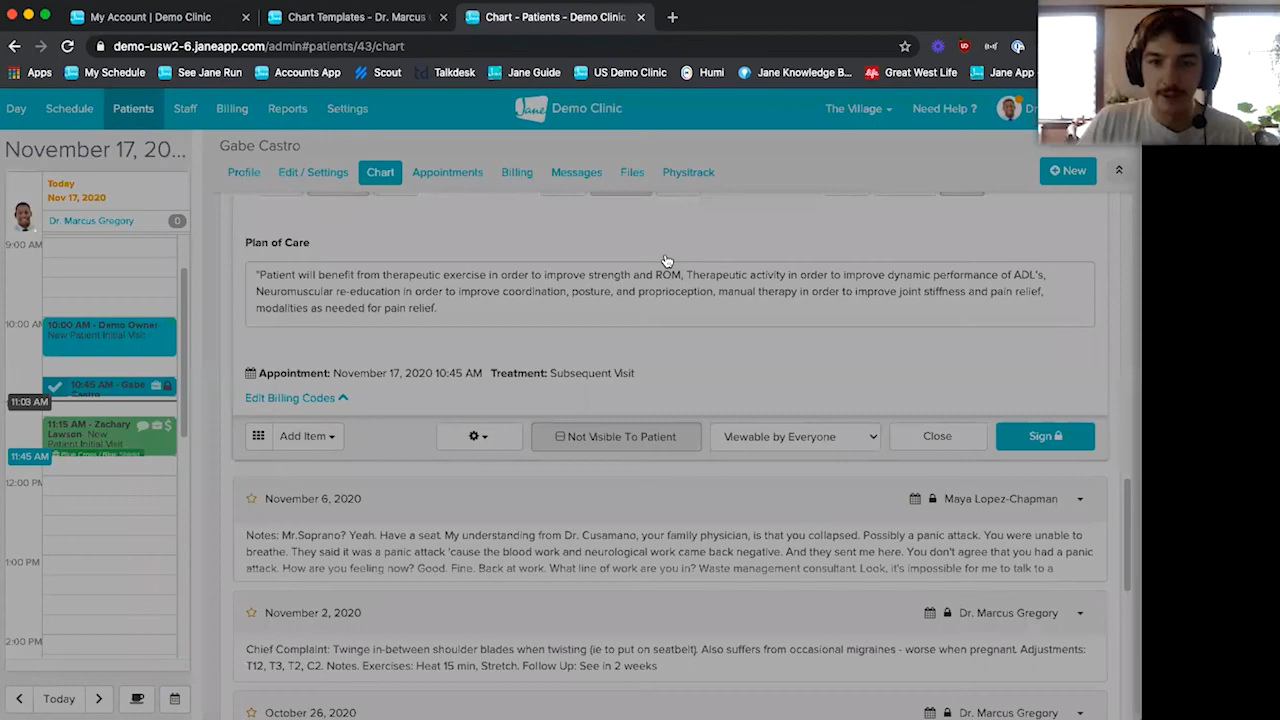 My Account | Demo Clinic
Chart Templates - Dr. Marcus
Chart - Patients - Demo Clinic
demo-usw2-6.janeapp.com/admin#patients/43/chart
Apps
My Schedule
See Jane Run
Accounts App
Scout
Talkdesk
Jane Guide
US Demo Clinic
Humi
Jane Knowledge B...
Great West Life
Jane App -
Day
Schedule
Patients
Staff
Billing
Reports
Settings
Jane
Demo Clinic
The Village
Need Help ?
November 17, 20...
Gabe Castro
Profile
Edit / Settings
Chart
Appointments
Billing
Messages
Files
Physitrack
New
Today
Nov 17, 2020
Dr. Marcus Gregory
0
9:00 AM
10:00 AM
10:00 AM - Demo Owner
New Patient Initial Visit
10:45 AM - Gabe
Castro
11:03 AM
11:15 AM - Zachary
Lawson - New
Patient Initial Visit
Blue Cross / Blue Shield
11:45 AM
12:00 PM
1:00 PM
2:00 PM
Today
Plan of Care
"Patient will benefit from therapeutic exercise in order to improve strength and ROM, Therapeutic activity in order to improve dynamic performance of ADL's,
Neuromuscular re-education in order to improve coordination, posture, and proprioception, manual therapy in order to improve joint stiffness and pain relief,
modalities as needed for pain relief.
Appointment: November 17, 2020 10:45 AM Treatment: Subsequent Visit
Edit Billing Codes
Add Item
Not Visible To Patient
Viewable by Everyone
Close
Sign
November 6, 2020
Maya Lopez-Chapman
Notes: Mr.Soprano? Yeah. Have a seat. My understanding from Dr. Cusamano, your family physician, is that you collapsed. Possibly a panic attack. You were unable to
breathe. They said it was a panic attack 'cause the blood work and neurological work came back negative. And they sent me here. You don't agree that you had a panic
attack. How are you feeling now? Good. Fine. Back at work. What line of work are you in? Waste management consultant. Look, it's impossible for me to talk to a
November 2, 2020
Dr. Marcus Gregory
Chief Complaint: Twinge in-between shoulder blades when twisting (ie to put on seatbelt). Also suffers from occasional migraines - worse when pregnant. Adjustments:
T12, T3, T2, C2. Notes. Exercises: Heat 15 min, Stretch. Follow Up: See in 2 weeks
October 26, 2020
Dr. Marcus Gregory